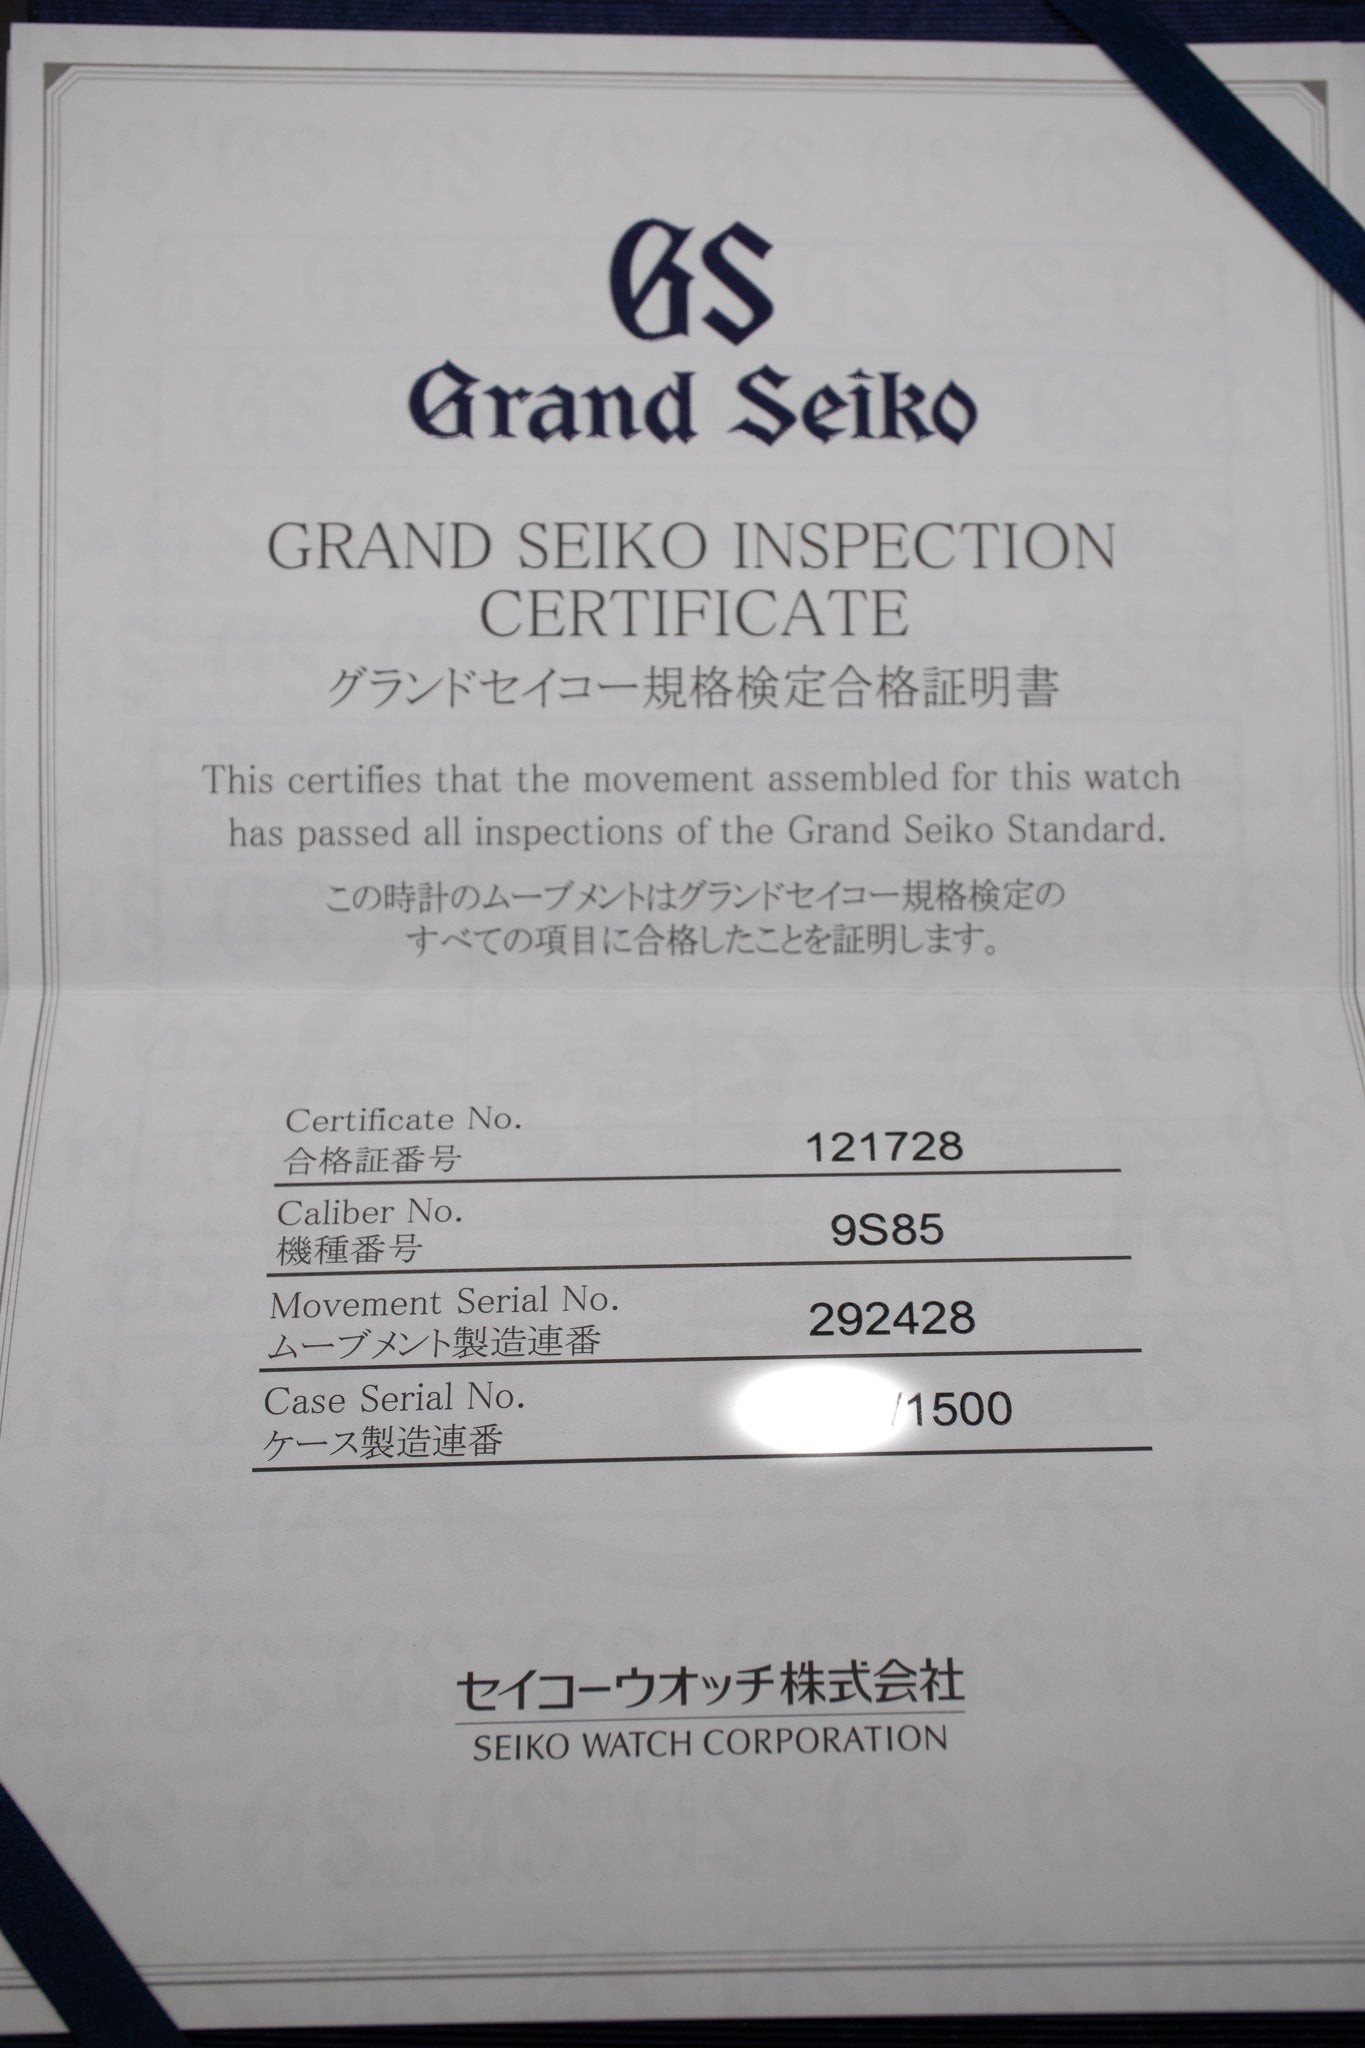 GS
Grand Seiko
GRAND SEIKO INSPECTION
CERTIFICATE
グランドセイコー規格検定合格証明書
This certifies that the movement assembled for this watch
has passed all inspections of the Grand Seiko Standard.
この時計のムーブメントはグランドセイコー規格検定の
すべての項目に合格したことを証明します。
Certificate No.
合格証番号 121728
Caliber No.
機種番号 9S85
Movement Serial No.
ムーブメント製造連番 292428
Case Serial No.
ケース製造連番 /1500
セイコーウオッチ株式会社
SEIKO WATCH CORPORATION